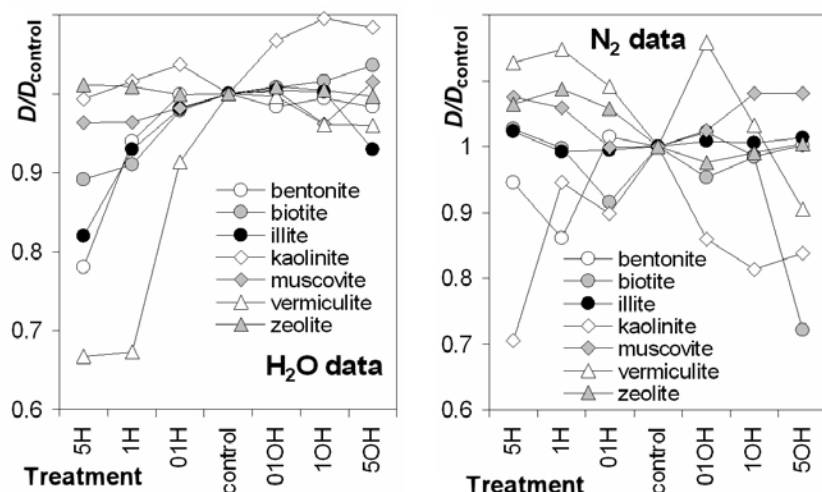 D/Dcontrol
1
0.9
0.8
0.7
0.6
bentonite
biotite
illite
kaolinite
muscovite
vermiculite
zeolite
H₂O data
5H
1H
01H
control
01OH
1OH
5OH
Treatment
N₂ data
D/Dcontrol
1
0.9
0.8
0.7
0.6
bentonite
biotite
illite
kaolinite
muscovite
vermiculite
zeolite
5H
1H
01H
control
01OH
1OH
5OH
Treatment